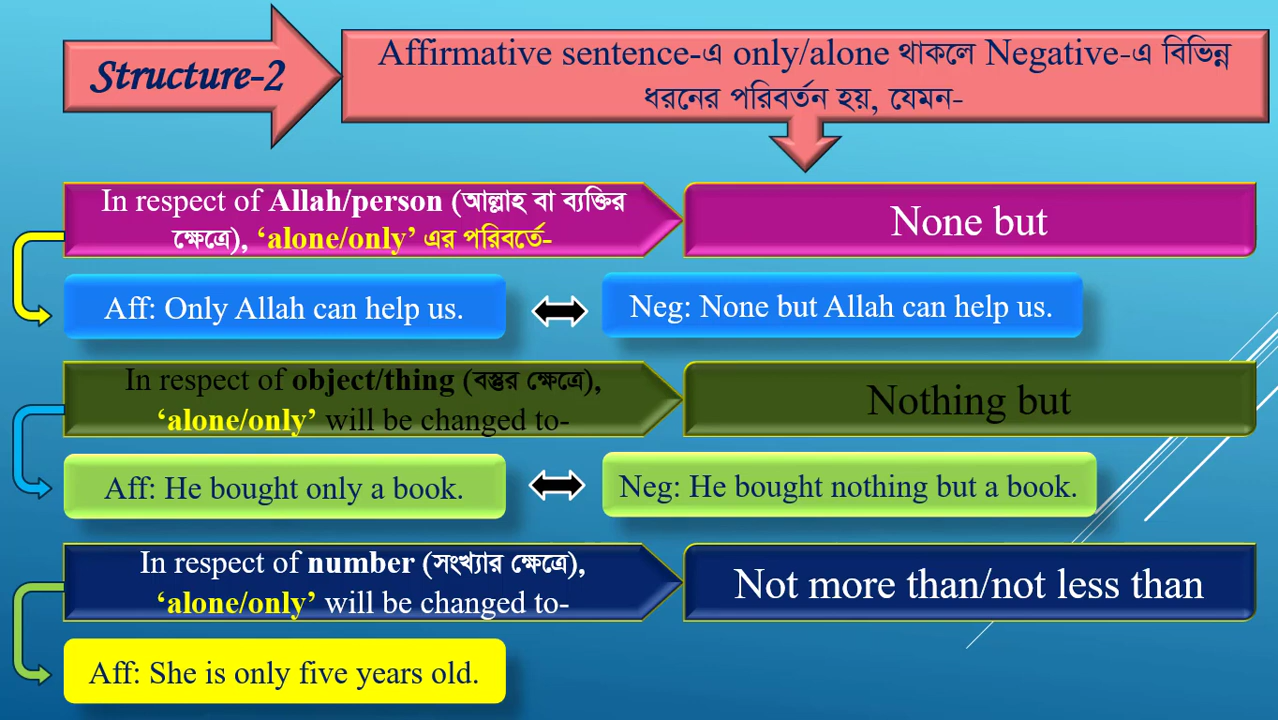 Structure-2
Affirmative sentence-এ only/alone থাকলে Negative-এ বিভিন্ন
ধরনের পরিবর্তন হয়, যেমন-
In respect of Allah/person (আল্লাহ বা ব্যক্তির
ক্ষেত্রে), ‘alone/only’ এর পরিবর্তে-
None but
Aff: Only Allah can help us.
Neg: None but Allah can help us.
In respect of object/thing (বস্তুর ক্ষেত্রে),
‘alone/only’ will be changed to-
Nothing but
Aff: He bought only a book.
Neg: He bought nothing but a book.
In respect of number (সংখ্যার ক্ষেত্রে),
‘alone/only’ will be changed to-
Not more than/not less than
Aff: She is only five years old.